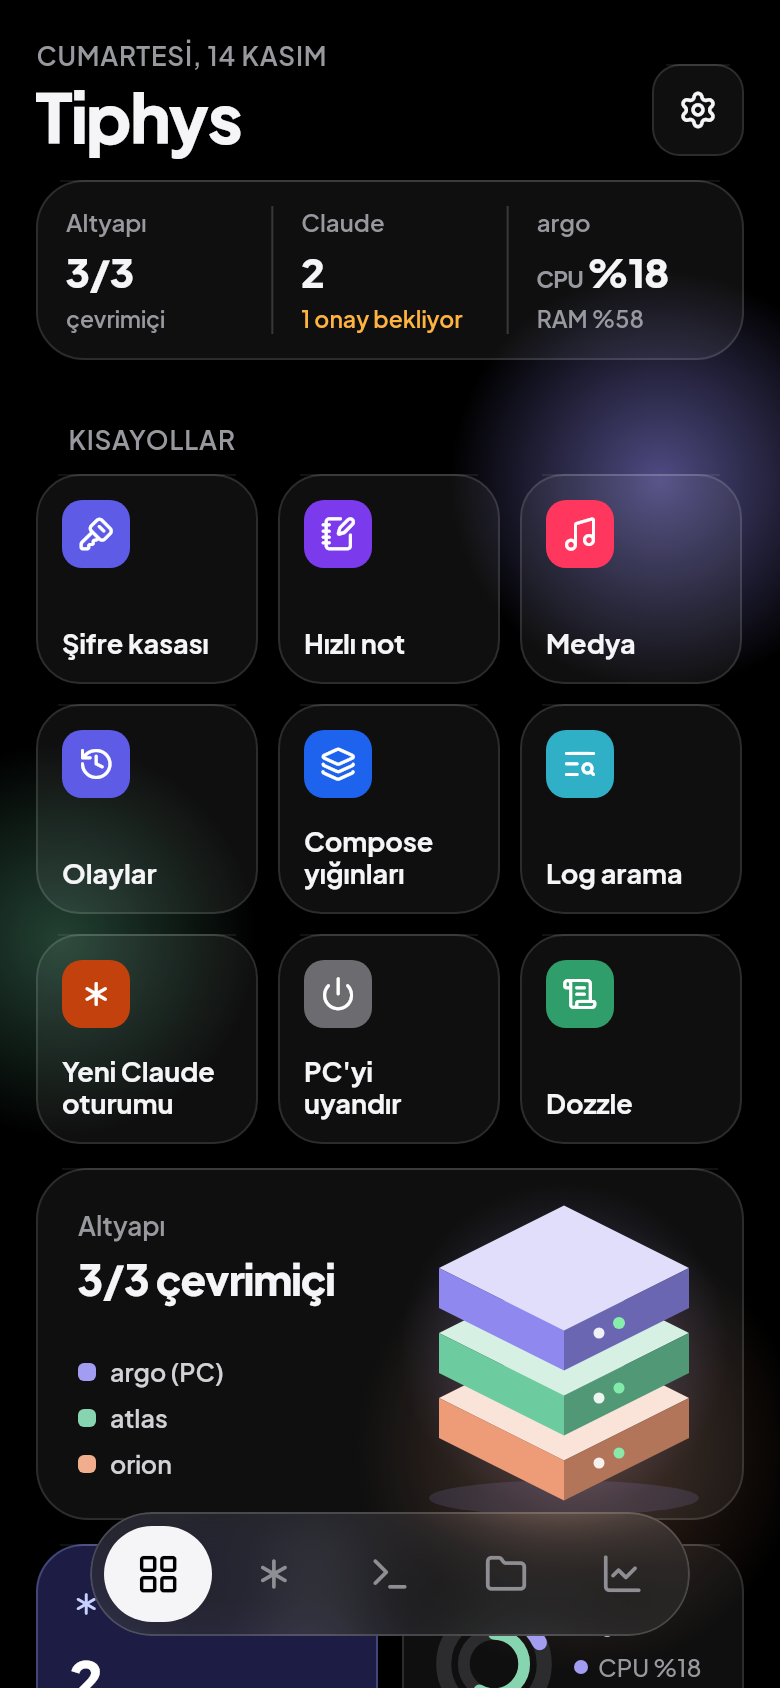 CUMARTESİ, 14 KASIM
Tiphys
Altyapı
3/3
çevrimiçi
Claude
2
1 onay bekliyor
argo
CPU %18
RAM %58
KISAYOLLAR
Şifre kasası
Hızlı not
Medya
Olaylar
Compose
yığınları
Log arama
Yeni Claude
oturumu
PC'yi
uyandır
Dozzle
Altyapı
3/3 çevrimiçi
argo (PC)
atlas
orion
2
CPU %18